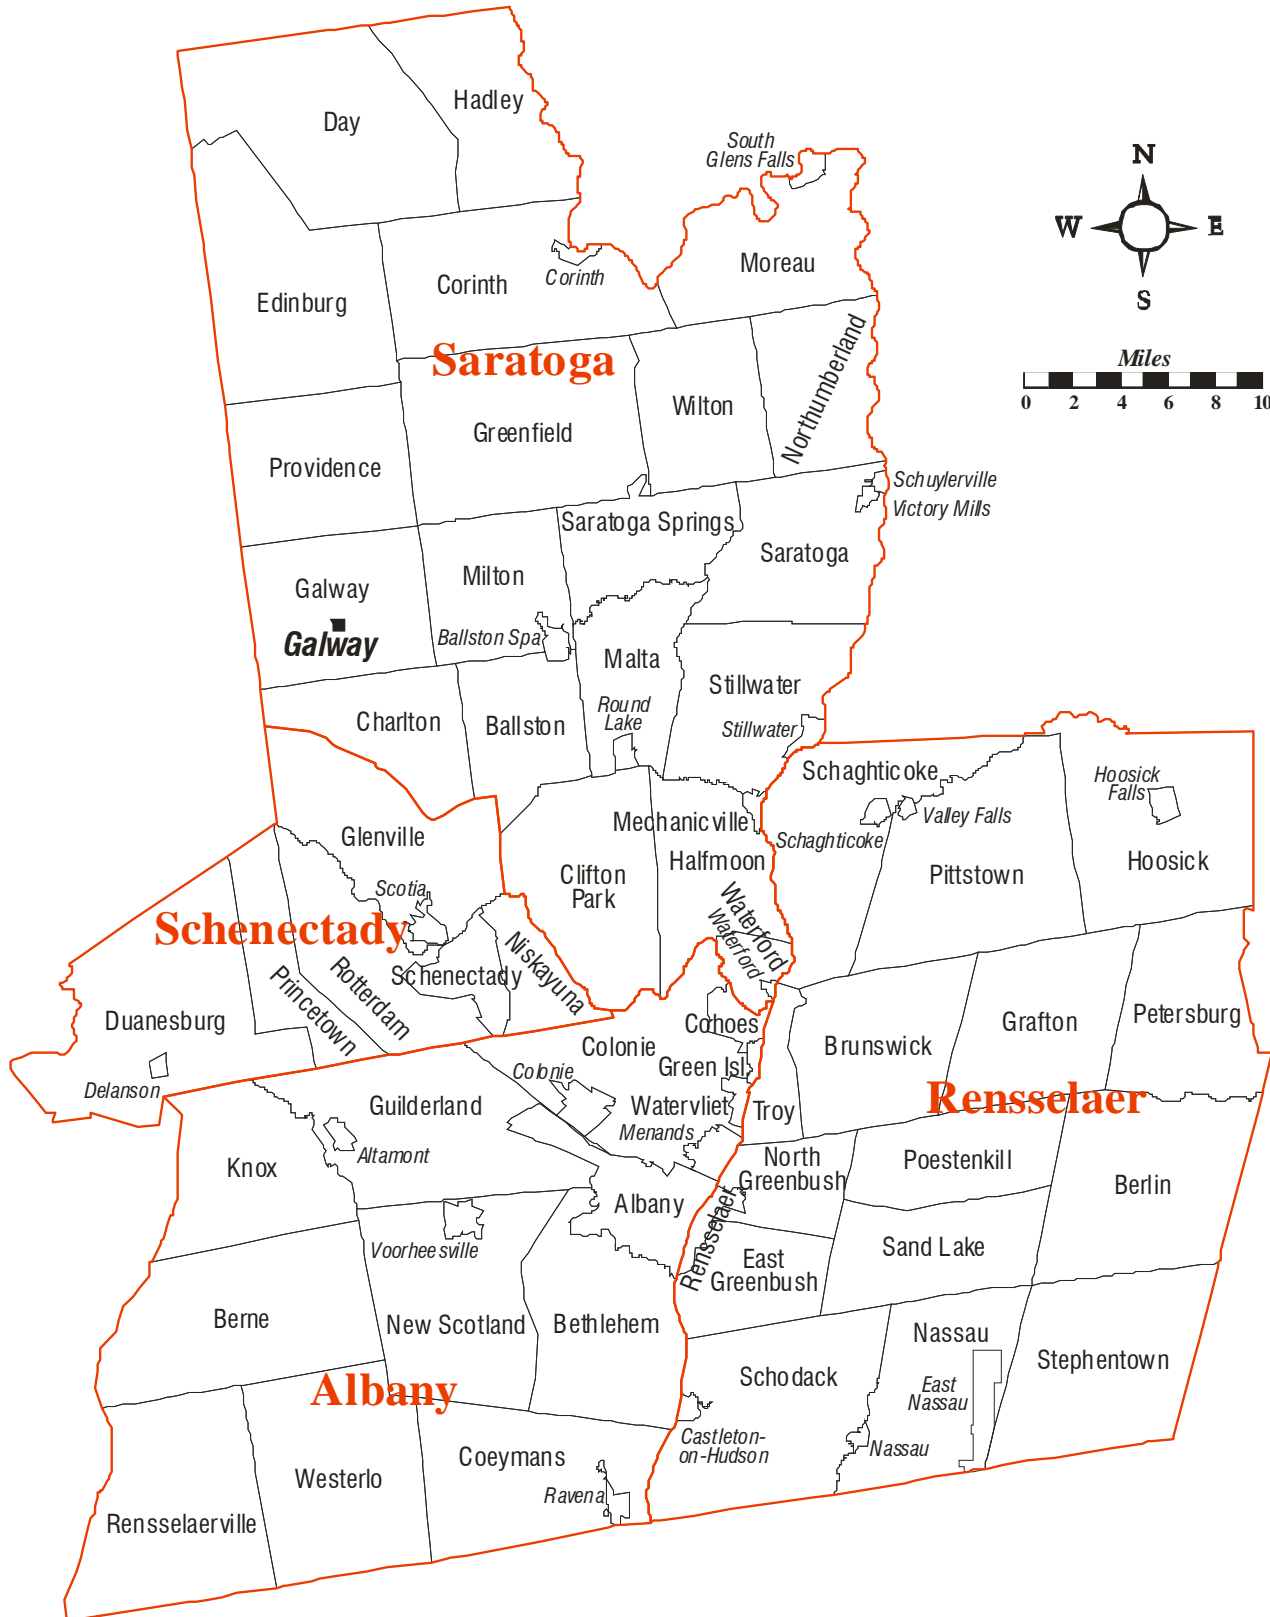 Hadley
Day
South
Glens Falls
N
W
E
S
Moreau
Corinth
Corinth
Edinburg
Saratoga
Northumberland
Miles
0 2 4 6 8 10
Wilton
Greenfield
Providence
Schuylerville
Victory Mills
Saratoga Springs
Saratoga
Milton
Galway
Galway
Ballston Spa
Malta
Stillwater
Round
Lake
Stillwater
Charlton
Ballston
Schaghticoke
Hoosick
Falls
Valley Falls
Schaghticoke
Mechanicville
Glenville
Halfmoon
Hoosick
Pittstown
Clifton
Park
Scotia
Waterford
Waterford
Schenectady
Niskayuna
Schenectady
Rotterdam
Princetown
Duanesburg
Delanson
Cohoes
Grafton
Petersburg
Colonie
Brunswick
Green Isl
Colonie
Rensselaer
Guilderland
Watervliet
Troy
Menands
Altamont
Knox
North
Greenbush
Poestenkill
Berlin
Albany
Rensselaer
Voorheesville
Sand Lake
East
Greenbush
Berne
New Scotland
Bethlehem
Nassau
Stephentown
Schodack
Albany
East
Nassau
Castleton-
on-Hudson
Nassau
Coeymans
Westerlo
Ravena
Rensselaerville